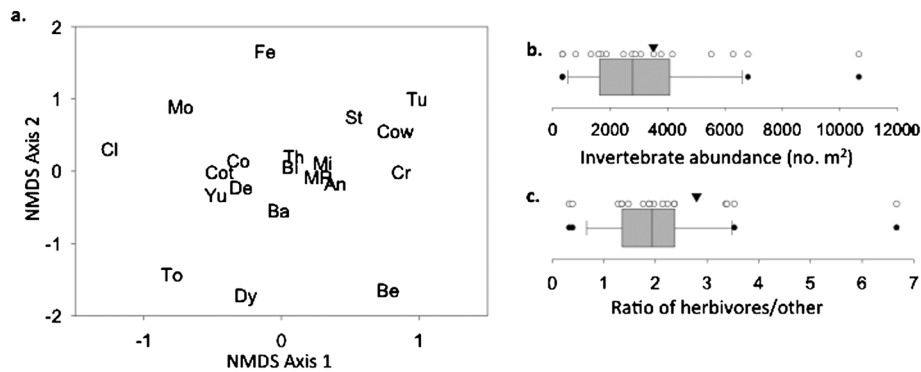 a.
2
1
0
-1
-2
NMDS Axis 2
Fe
Mo
Tu
St
Cow
Cl
Co
Th
Mi
Cot
Bl
Cr
De
MR
An
Yu
Ba
To
Dy
Be
-1 0 1
NMDS Axis 1
b.
0 2000 4000 6000 8000 10000 12000
Invertebrate abundance (no. m²)
c.
0 1 2 3 4 5 6 7
Ratio of herbivores/other